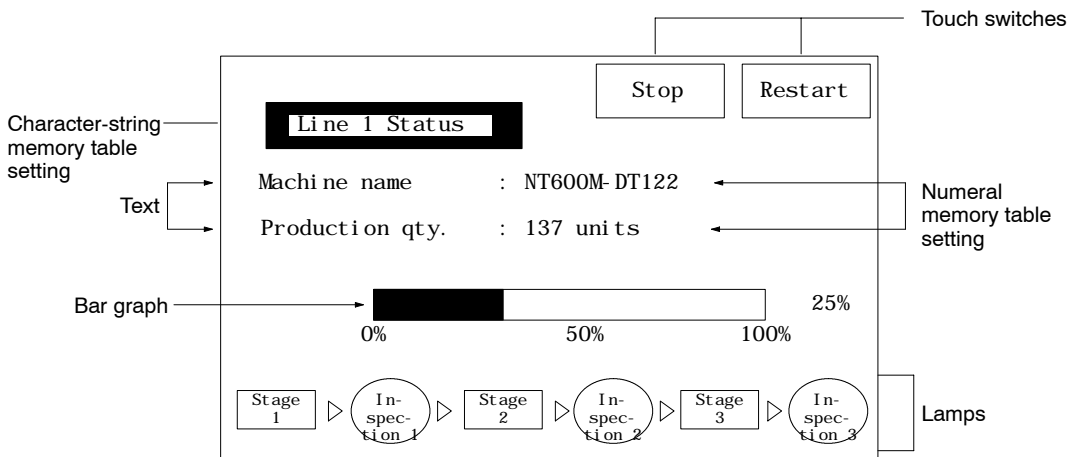 Touch switches
Stop
Restart
Line 1 Status
Character-string
memory table
setting
Machine name : NT600M-DT122
Text
Production qty. : 137 units
Numeral
memory table
setting
Bar graph
25%
0% 50% 100%
Stage
1
In-
spec-
tion 1
Stage
2
In-
spec-
tion 2
Stage
3
In-
spec-
tion 3
Lamps